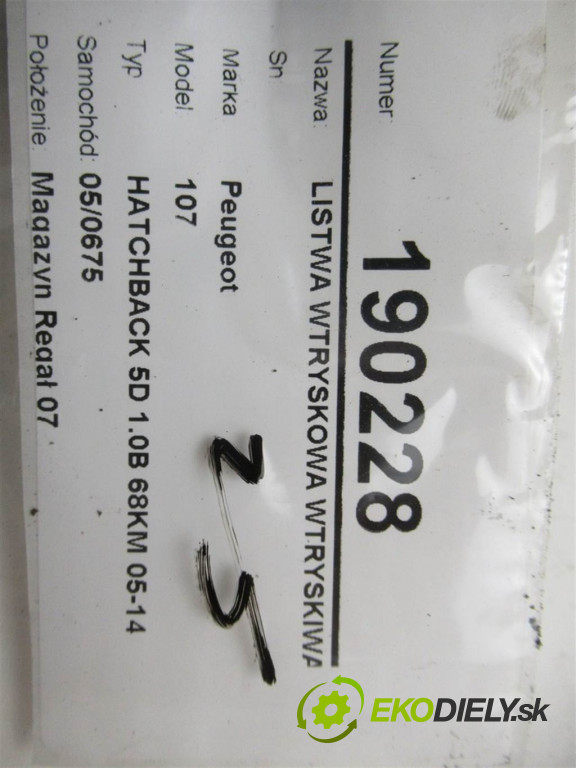 Numer: 190228
Nazwa: LISTWA WTRYSKOWA WTRYSKIWA
Sn
Marka Peugeot
Model 107
Typ HATCHBACK 5D 1.0B 68KM 05-14
Samochód: 05/0675
Położenie: Magazyn Regał 07
EKODIELY.sk